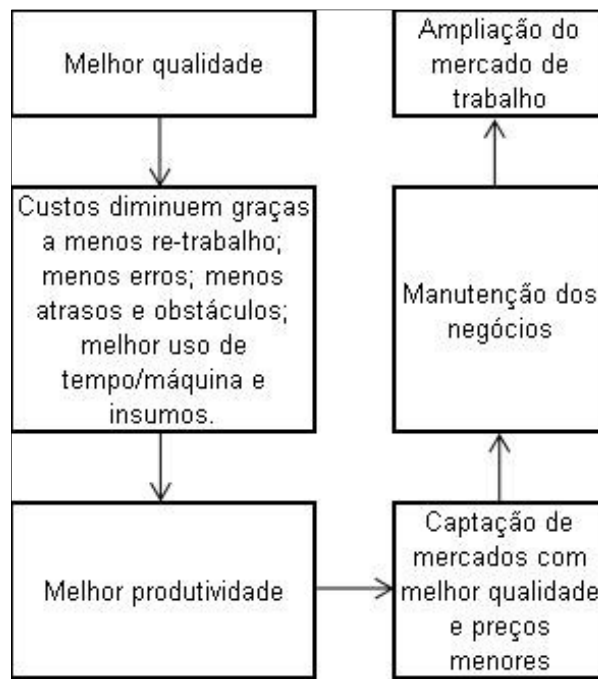 Melhor qualidade
Custos diminuem graças
a menos re-trabalho;
menos erros; menos
atrasos e obstáculos;
melhor uso de
tempo/máquina e
insumos.
Melhor produtividade
Captação de
mercados com
melhor qualidade
e preços
menores
Manutenção dos
negócios
Ampliação do
mercado de
trabalho